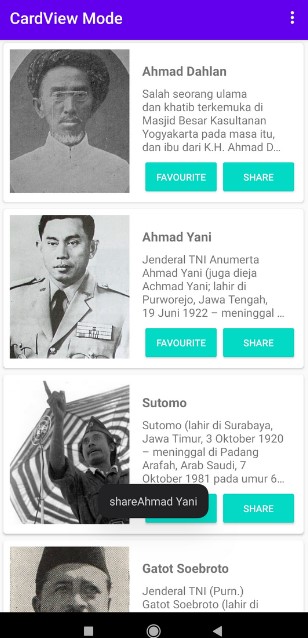 CardView Mode
Ahmad Dahlan
Salah seorang ulama
dan khatib terkemuka di
Masjid Besar Kasultanan
Yogyakarta pada masa itu,
dan ibu dari K.H. Ahmad D...
FAVOURITE
SHARE
Ahmad Yani
Jenderal TNI Anumerta
Ahmad Yani (juga dieja
Achmad Yani; lahir di
Purworejo, Jawa Tengah,
19 Juni 1922 – meninggal ...
FAVOURITE
SHARE
Sutomo
Sutomo (lahir di Surabaya,
Jawa Timur, 3 Oktober 1920
– meninggal di Padang
Arafah, Arab Saudi, 7
Oktober 1981 pada umur 6...
SHARE
shareAhmad Yani
Gatot Soebroto
Jenderal TNI (Purn.)
Gatot Soebroto (lahir di